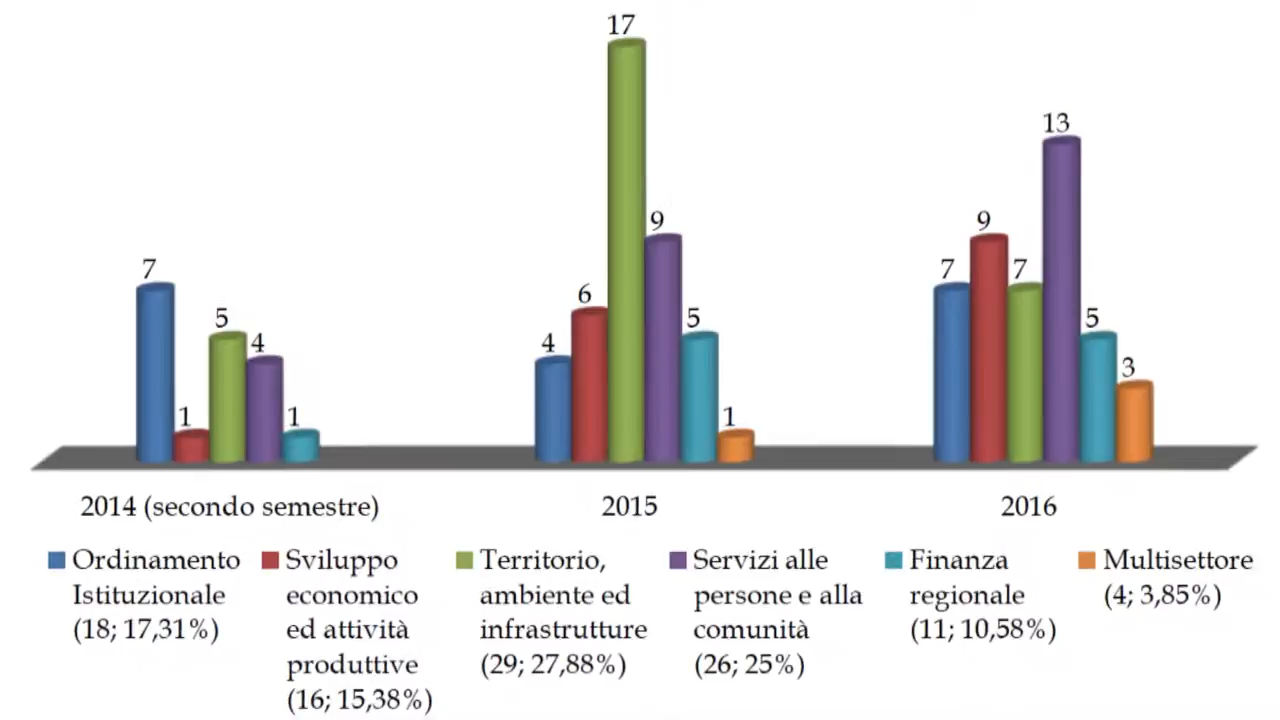 17
13
9
9
7
7
7
6
5
5
5
4
4
3
1
1
1
2014 (secondo semestre)
2015
2016
Ordinamento
Istituzionale
(18; 17,31%)
Sviluppo
economico
ed attività
produttive
(16; 15,38%)
Territorio,
ambiente ed
infrastrutture
(29; 27,88%)
Servizi alle
persone e alla
comunità
(26; 25%)
Finanza
regionale
(11; 10,58%)
Multisettore
(4; 3,85%)